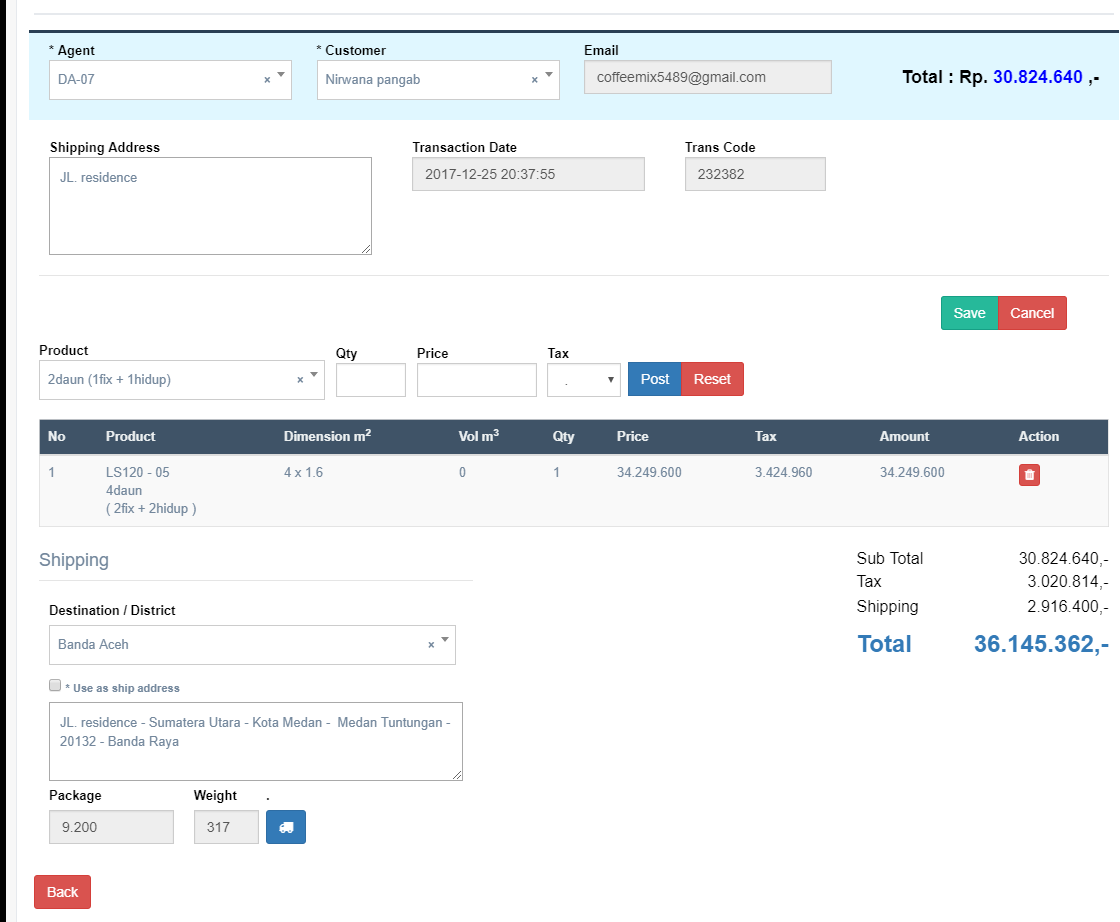 * Agent * Customer Email
DA-07 × Nirwana pangab × coffeemix5489@gmail.com Total : Rp. 30.824.640 ,-
Shipping Address Transaction Date Trans Code
JL. residence 2017-12-25 20:37:55 232382
Save Cancel
Product Qty Price Tax
2daun (1fix + 1hidup) × . Post Reset
No Product Dimension m² Vol m³ Qty Price Tax Amount Action
1 LS120 - 05 4 x 1.6 0 1 34.249.600 3.424.960 34.249.600
4daun
( 2fix + 2hidup )
Shipping
Sub Total 30.824.640,-
Tax 3.020.814,-
Shipping 2.916.400,-
Total 36.145.362,-
Destination / District
Banda Aceh ×
* Use as ship address
JL. residence - Sumatera Utara - Kota Medan - Medan Tuntungan -
20132 - Banda Raya
Package Weight .
9.200 317
Back